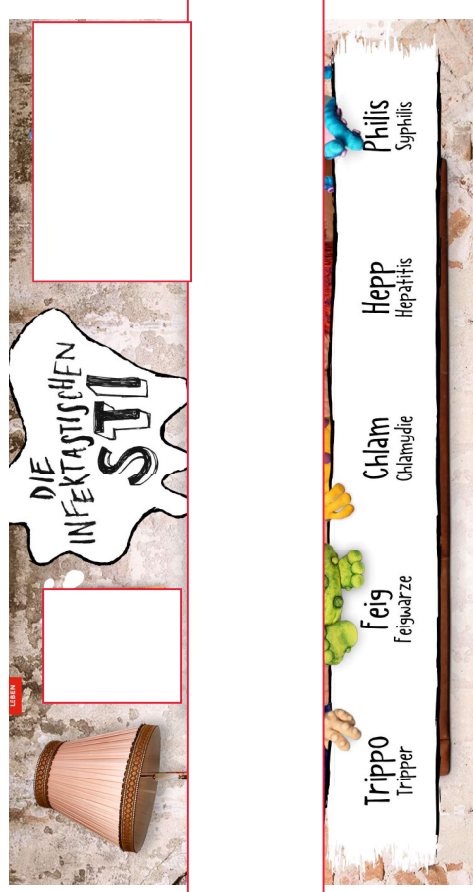 LEBEN
DIE
INFEKTASTISCHEN
STI
Trippo
Tripper
Feig
Feigwarze
Chlam
Chlamydie
Hepp
Hepatitis
Philis
Syphilis